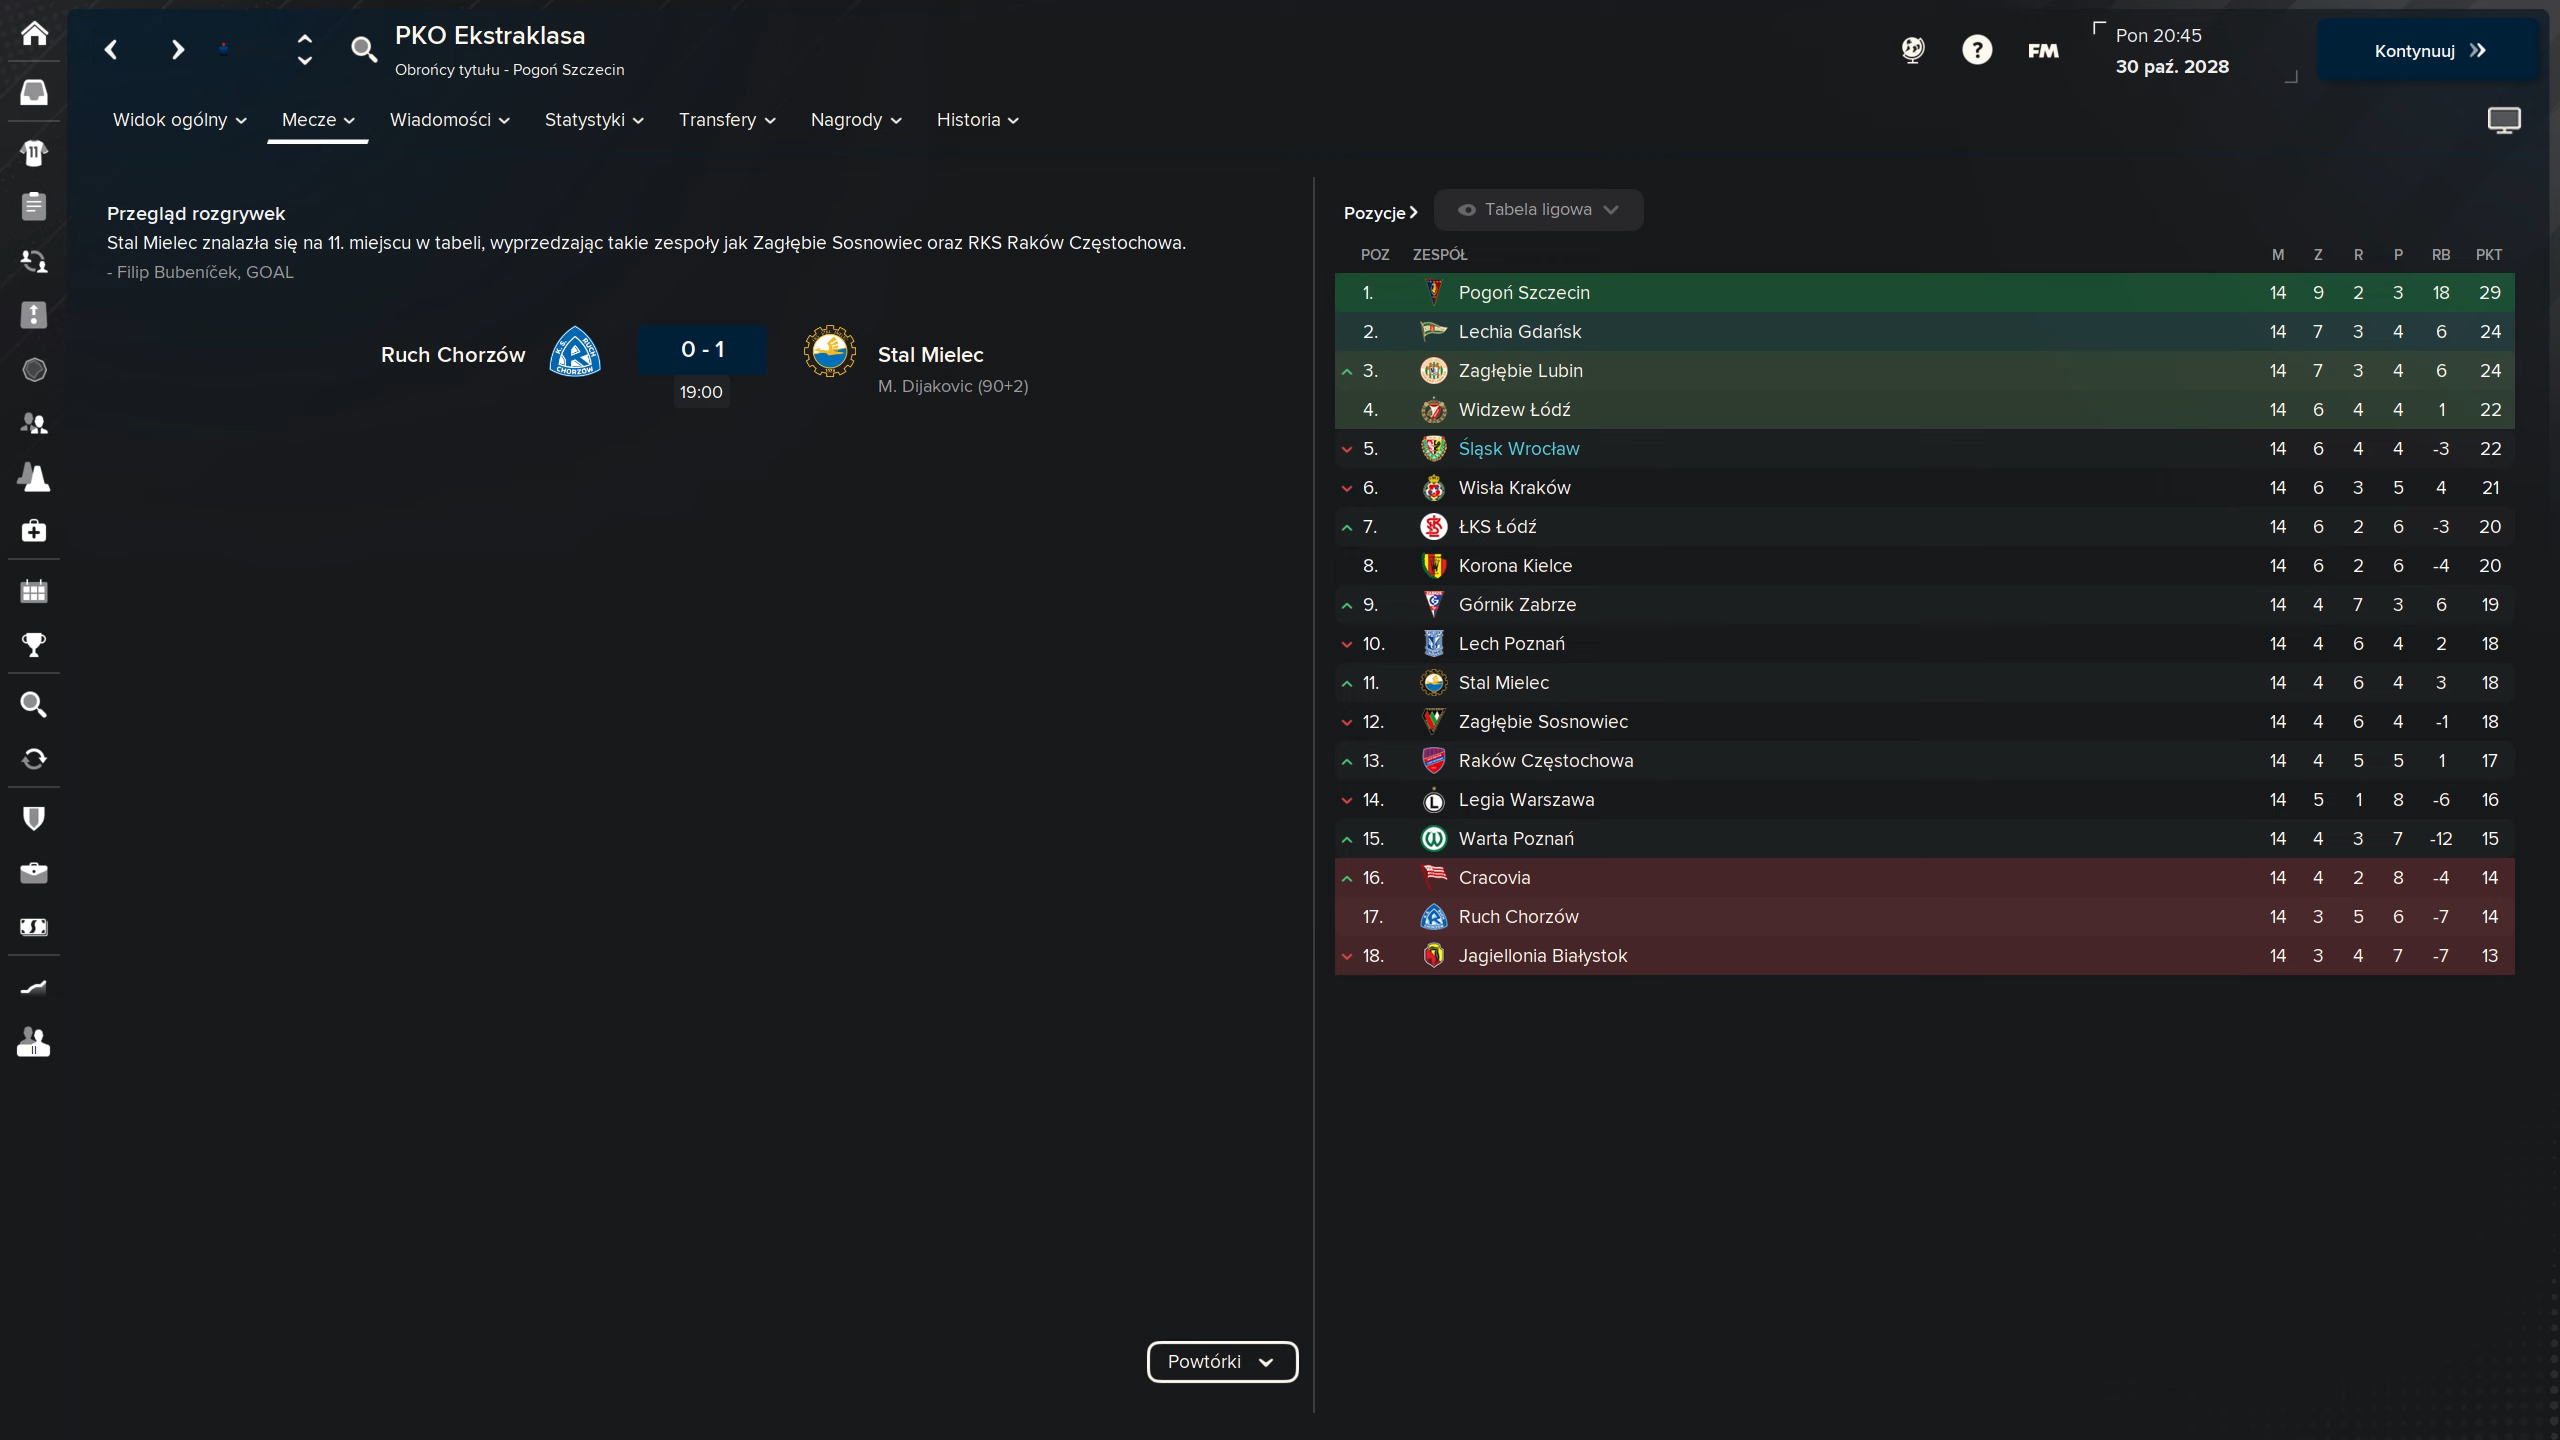 PKO Ekstraklasa
Obrońcy tytułu - Pogoń Szczecin
FM
Pon 20:45
30 paź. 2028
Kontynuuj
Widok ogólny Mecze Wiadomości Statystyki Transfery Nagrody Historia
Przegląd rozgrywek
Stal Mielec znalazła się na 11. miejscu w tabeli, wyprzedzając takie zespoły jak Zagłębie Sosnowiec oraz RKS Raków Częstochowa.
- Filip Bubeníček, GOAL
Ruch Chorzów 0 - 1 Stal Mielec
19:00 M. Dijakovic (90+2)
Powtórki
Pozycje Tabela ligowa
POZ ZESPÓŁ M Z R P RB PKT
1. Pogoń Szczecin 14 9 2 3 18 29
2. Lechia Gdańsk 14 7 3 4 6 24
3. Zagłębie Lubin 14 7 3 4 6 24
4. Widzew Łódź 14 6 4 4 1 22
5. Śląsk Wrocław 14 6 4 4 -3 22
6. Wisła Kraków 14 6 3 5 4 21
7. ŁKS Łódź 14 6 2 6 -3 20
8. Korona Kielce 14 6 2 6 -4 20
9. Górnik Zabrze 14 4 7 3 6 19
10. Lech Poznań 14 4 6 4 2 18
11. Stal Mielec 14 4 6 4 3 18
12. Zagłębie Sosnowiec 14 4 6 4 -1 18
13. Raków Częstochowa 14 4 5 5 1 17
14. Legia Warszawa 14 5 1 8 -6 16
15. Warta Poznań 14 4 3 7 -12 15
16. Cracovia 14 4 2 8 -4 14
17. Ruch Chorzów 14 3 5 6 -7 14
18. Jagiellonia Białystok 14 3 4 7 -7 13